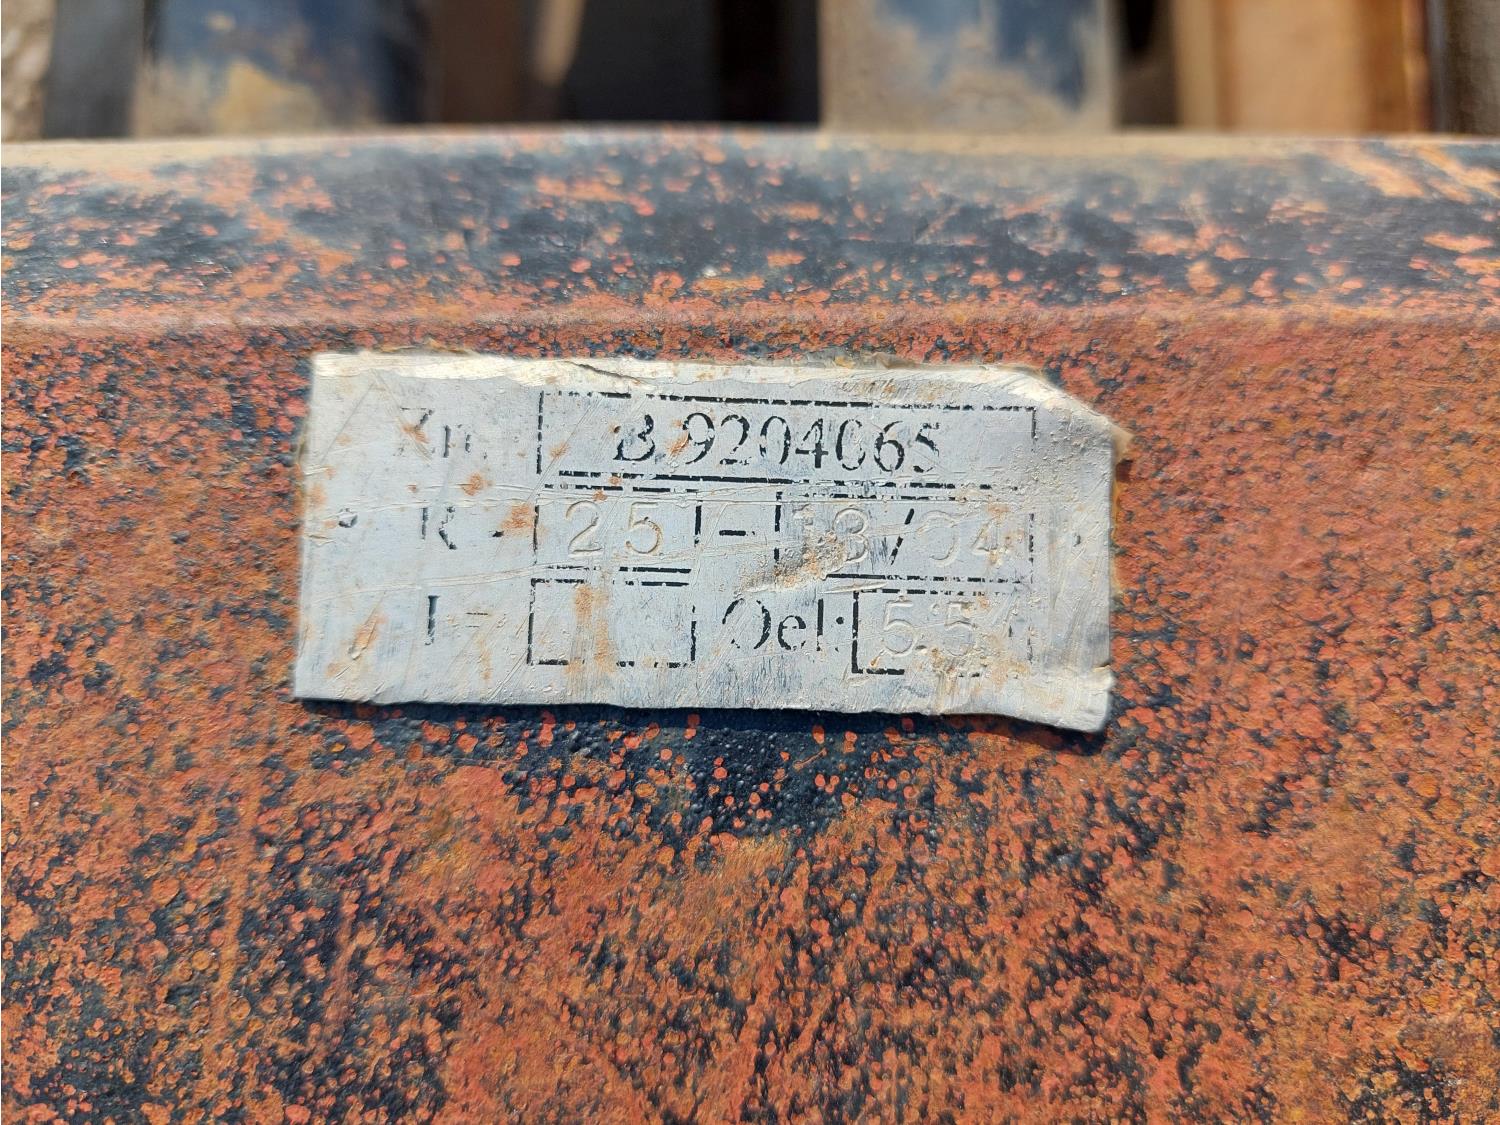 Zn. B.9204065
R. 25 - 13/04
I = Oel: 5.5